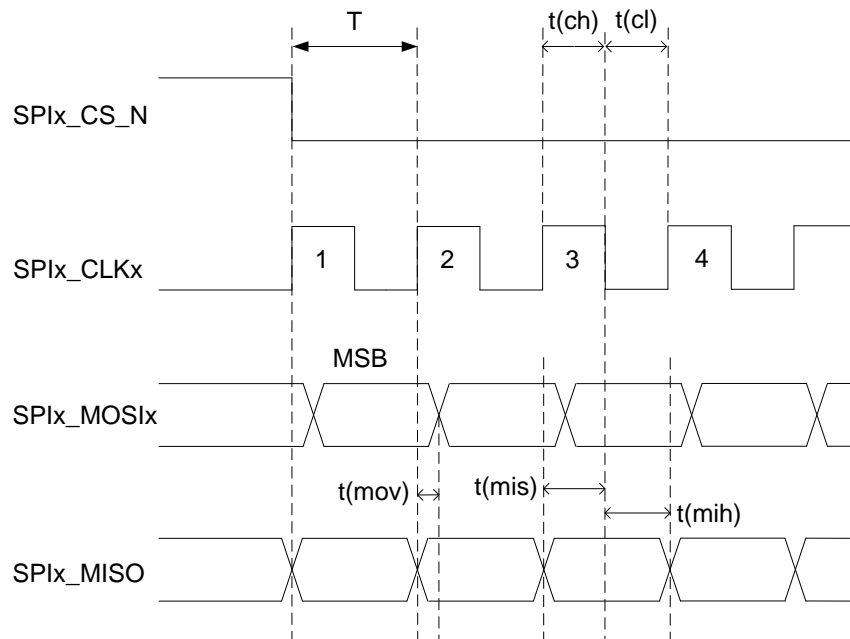 T
t(ch)
t(cl)
SPIx_CS_N
SPIx_CLKx
1
2
3
4
MSB
SPIx_MOSIx
t(mov)
t(mis)
t(mih)
SPIx_MISO